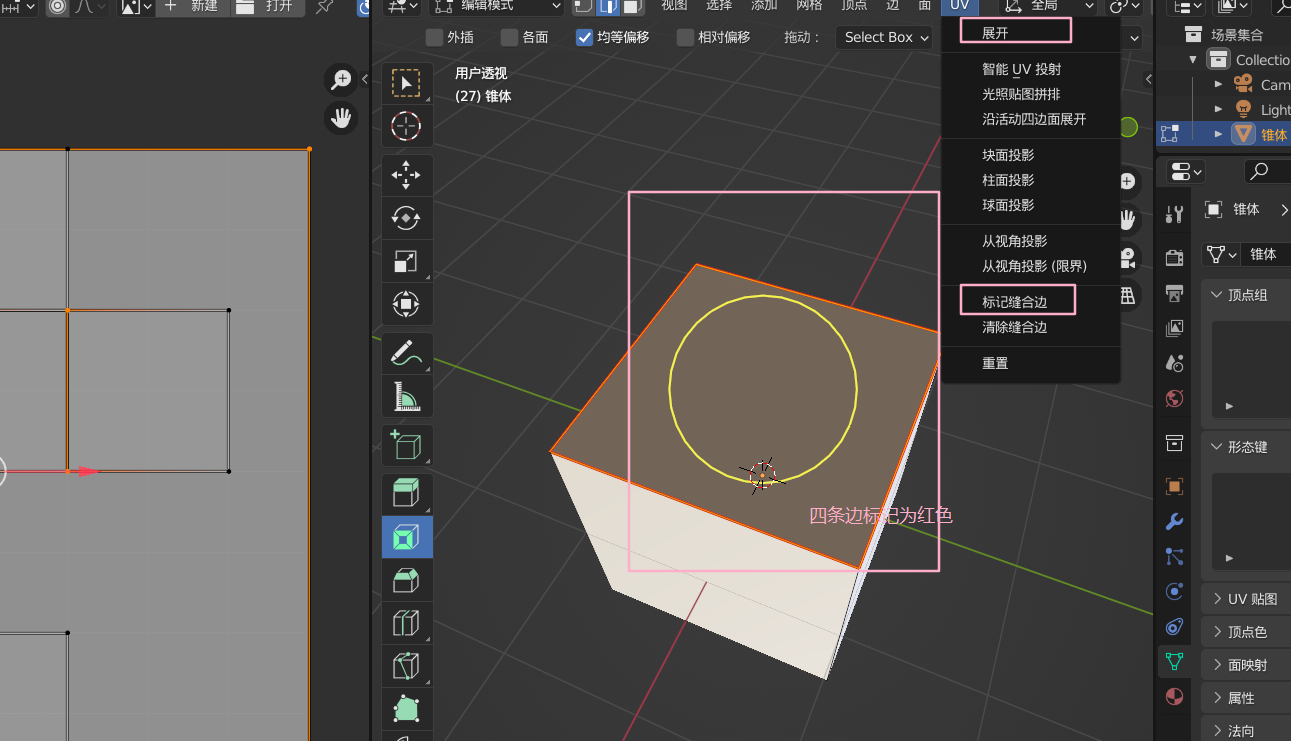 新建
打开
编辑模式
视图 选择 添加 网格 顶点 边 面 UV
全局
外插 各面 均等偏移 相对偏移 拖动: Select Box
用户透视
(27) 锥体
展开
智能 UV 投射
光照贴图拼排
沿活动四边面展开
块面投影
柱面投影
球面投影
从视角投影
从视角投影 (限界)
标记缝合边
清除缝合边
重置
四条边标记为红色
场景集合
Collectio
Cam
Light
锥体
锥体
锥体
顶点组
形态键
UV 贴图
顶点色
面映射
属性
法向